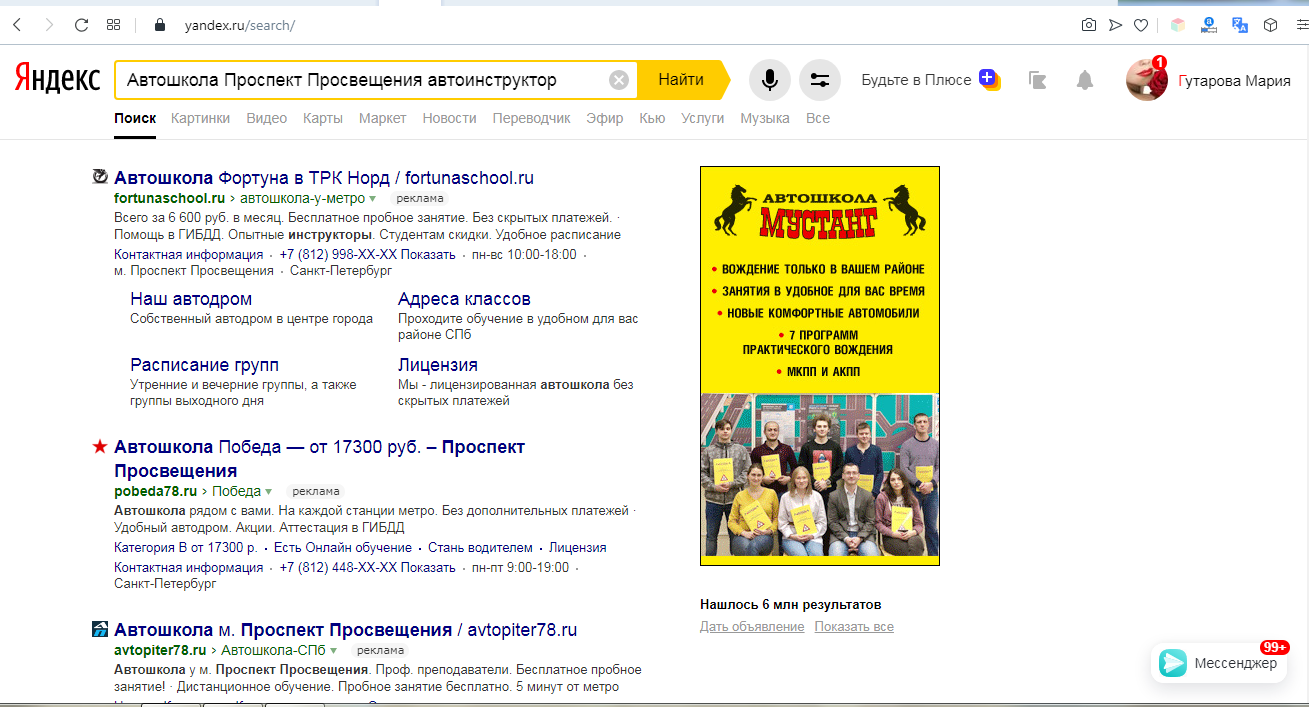 yandex.ru/search/
Яндекс
Автошкола Проспект Просвещения автоинструктор
Найти
Будьте в Плюсе
1
Гутарова Мария
Поиск Картинки Видео Карты Маркет Новости Переводчик Эфир Кью Услуги Музыка Все
Автошкола Фортуна в ТРК Норд / fortunaschool.ru
fortunaschool.ru › автошкола-у-метро реклама
Всего за 6 600 руб. в месяц. Бесплатное пробное занятие. Без скрытых платежей. ·
Помощь в ГИБДД. Опытные инструкторы. Студентам скидки. Удобное расписание
Контактная информация · +7 (812) 998-XX-XX Показать · пн-вс 10:00-18:00 ·
м. Проспект Просвещения · Санкт-Петербург
Наш автодром
Собственный автодром в центре города
Адреса классов
Проходите обучение в удобном для вас
районе СПб
Расписание групп
Утренние и вечерние группы, а также
группы выходного дня
Лицензия
Мы - лицензированная автошкола без
скрытых платежей
Автошкола Победа — от 17300 руб. – Проспект
Просвещения
pobeda78.ru › Победа реклама
Автошкола рядом с вами. На каждой станции метро. Без дополнительных платежей ·
Удобный автодром. Акции. Аттестация в ГИБДД
Категория В от 17300 р. · Есть Онлайн обучение · Стань водителем · Лицензия
Контактная информация · +7 (812) 448-XX-XX Показать · пн-пт 9:00-19:00 ·
Санкт-Петербург
Автошкола м. Проспект Просвещения / avtopiter78.ru
avtopiter78.ru › Автошкола-СПб реклама
Автошкола у м. Проспект Просвещения. Проф. преподаватели. Бесплатное пробное
занятие! · Дистанционное обучение. Пробное занятие бесплатно. 5 минут от метро
АВТОШКОЛА
МУСТАНГ
• ВОЖДЕНИЕ ТОЛЬКО В ВАШЕМ РАЙОНЕ
• ЗАНЯТИЯ В УДОБНОЕ ДЛЯ ВАС ВРЕМЯ
• НОВЫЕ КОМФОРТНЫЕ АВТОМОБИЛИ
• 7 ПРОГРАММ
ПРАКТИЧЕСКОГО ВОЖДЕНИЯ
• МКПП И АКПП
Нашлось 6 млн результатов
Дать объявление Показать все
99+
Мессенджер